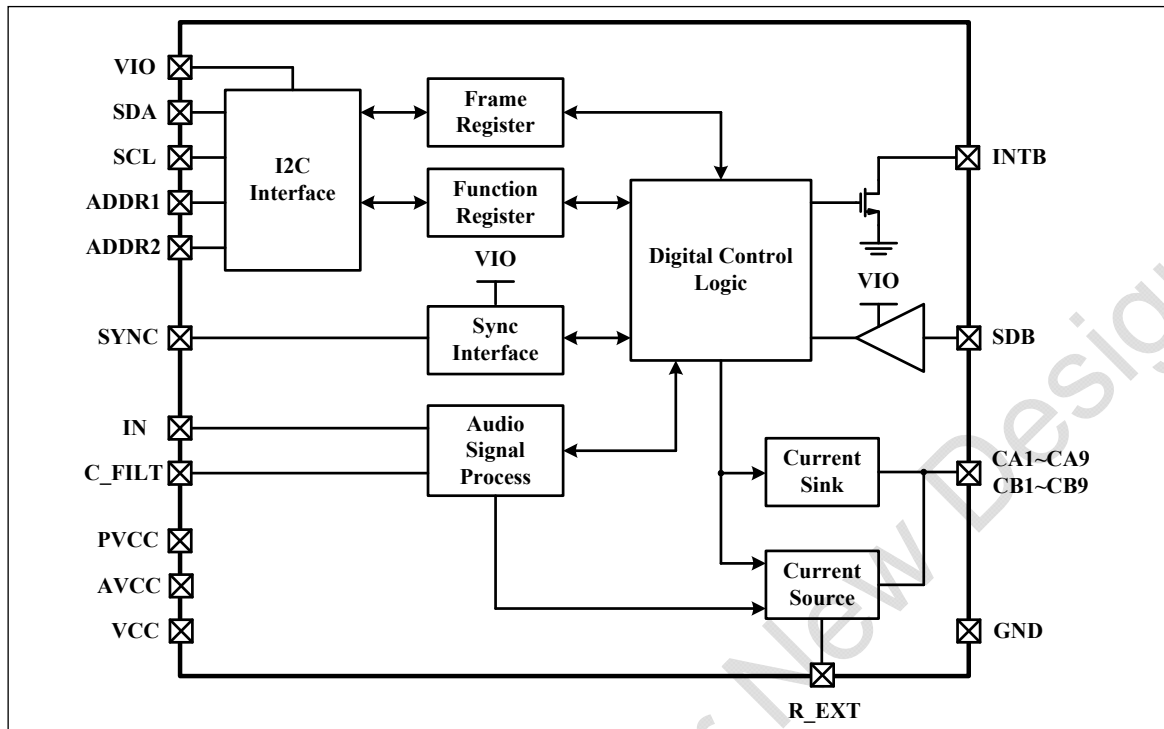 VIO
SDA
SCL
ADDR1
ADDR2
SYNC
IN
C_FILT
PVCC
AVCC
VCC
I2C
Interface
Frame
Register
Function
Register
VIO
Sync
Interface
Audio
Signal
Process
Digital Control
Logic
VIO
Current
Sink
Current
Source
INTB
SDB
CA1~CA9
CB1~CB9
GND
R_EXT
New Design